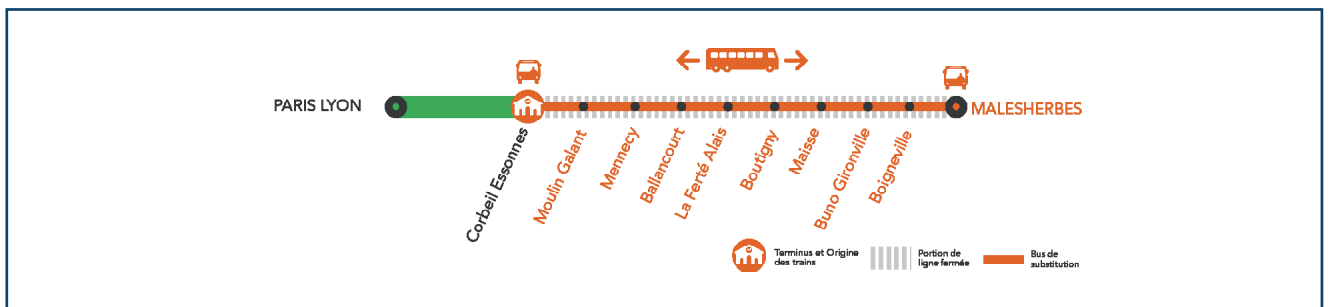 PARIS LYON
Corbeil Essonnes
Moulin Galant
Mennecy
Ballancourt
La Ferté Alais
Boutigny
Maisse
Buno Gironville
Boigneville
MALESHERBES
Terminus et Origine
des trains
Portion de
ligne fermée
Bus de
substitution